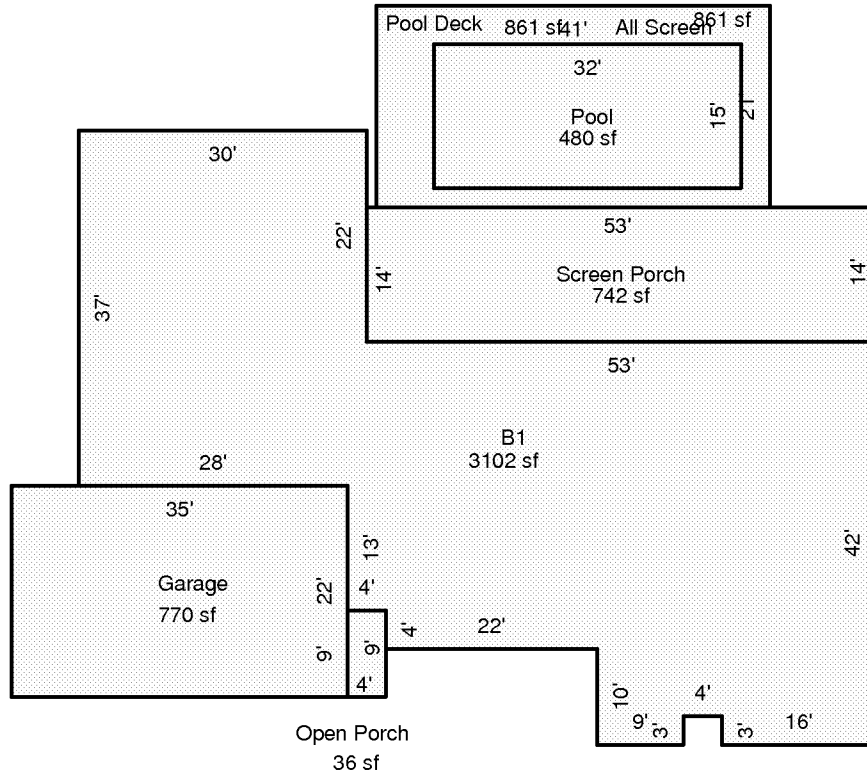 Pool Deck
861 sf
41'
All Screen
861 sf
32'
Pool
480 sf
15'
21'
30'
22'
37'
53'
14'
Screen Porch
742 sf
14'
53'
B1
3102 sf
28'
35'
Garage
770 sf
22'
13'
42'
4'
9'
9'
4'
4'
22'
10'
9'
3'
4'
3'
16'
Open Porch
36 sf